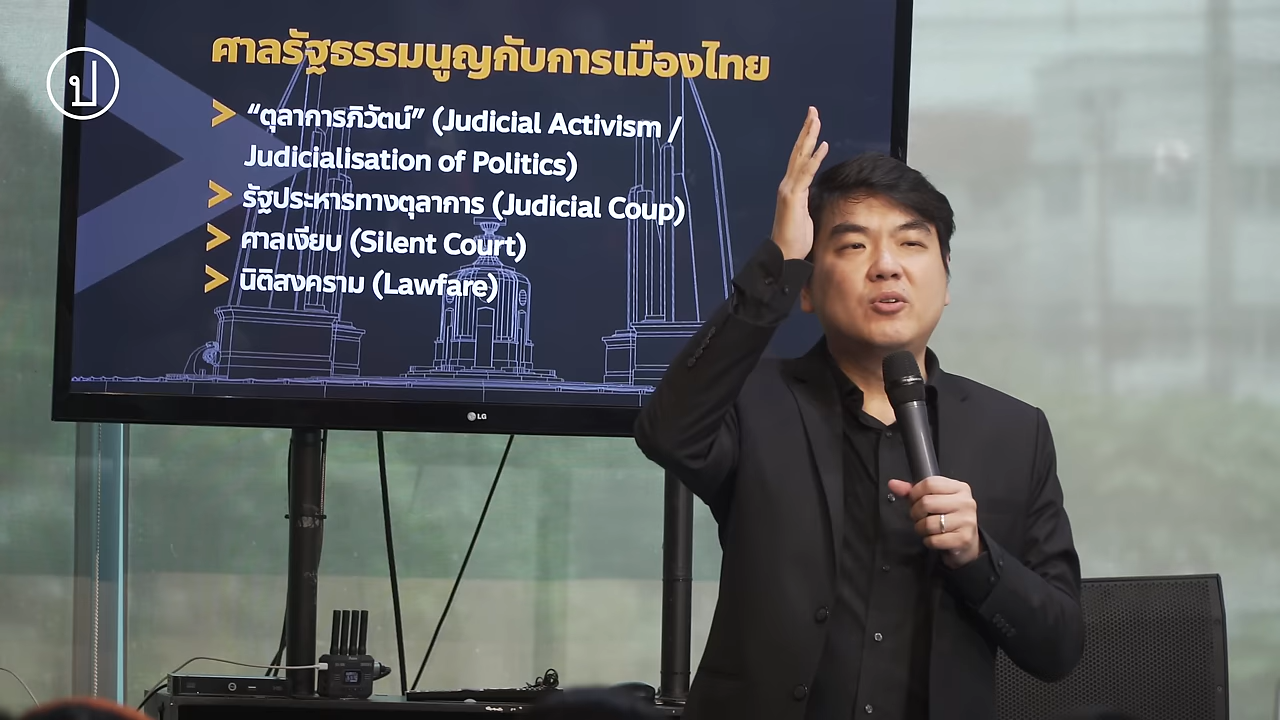 ป
ศาลรัฐธรรมนูญกับการเมืองไทย
“ตุลาการภิวัตน์” (Judicial Activism /
Judicialisation of Politics)
รัฐประหารทางตุลาการ (Judicial Coup)
ศาลเงียบ (Silent Court)
นิติสงคราม (Lawfare)
LG